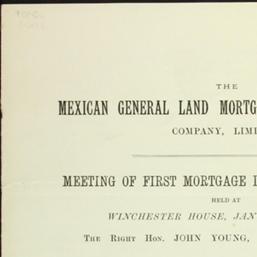 THE
MEXICAN GENERAL LAND MORTG
COMPANY, LIMI
MEETING OF FIRST MORTGAGE
HELD AT
WINCHESTER HOUSE, JAN
THE RIGHT HON. JOHN YOUNG,